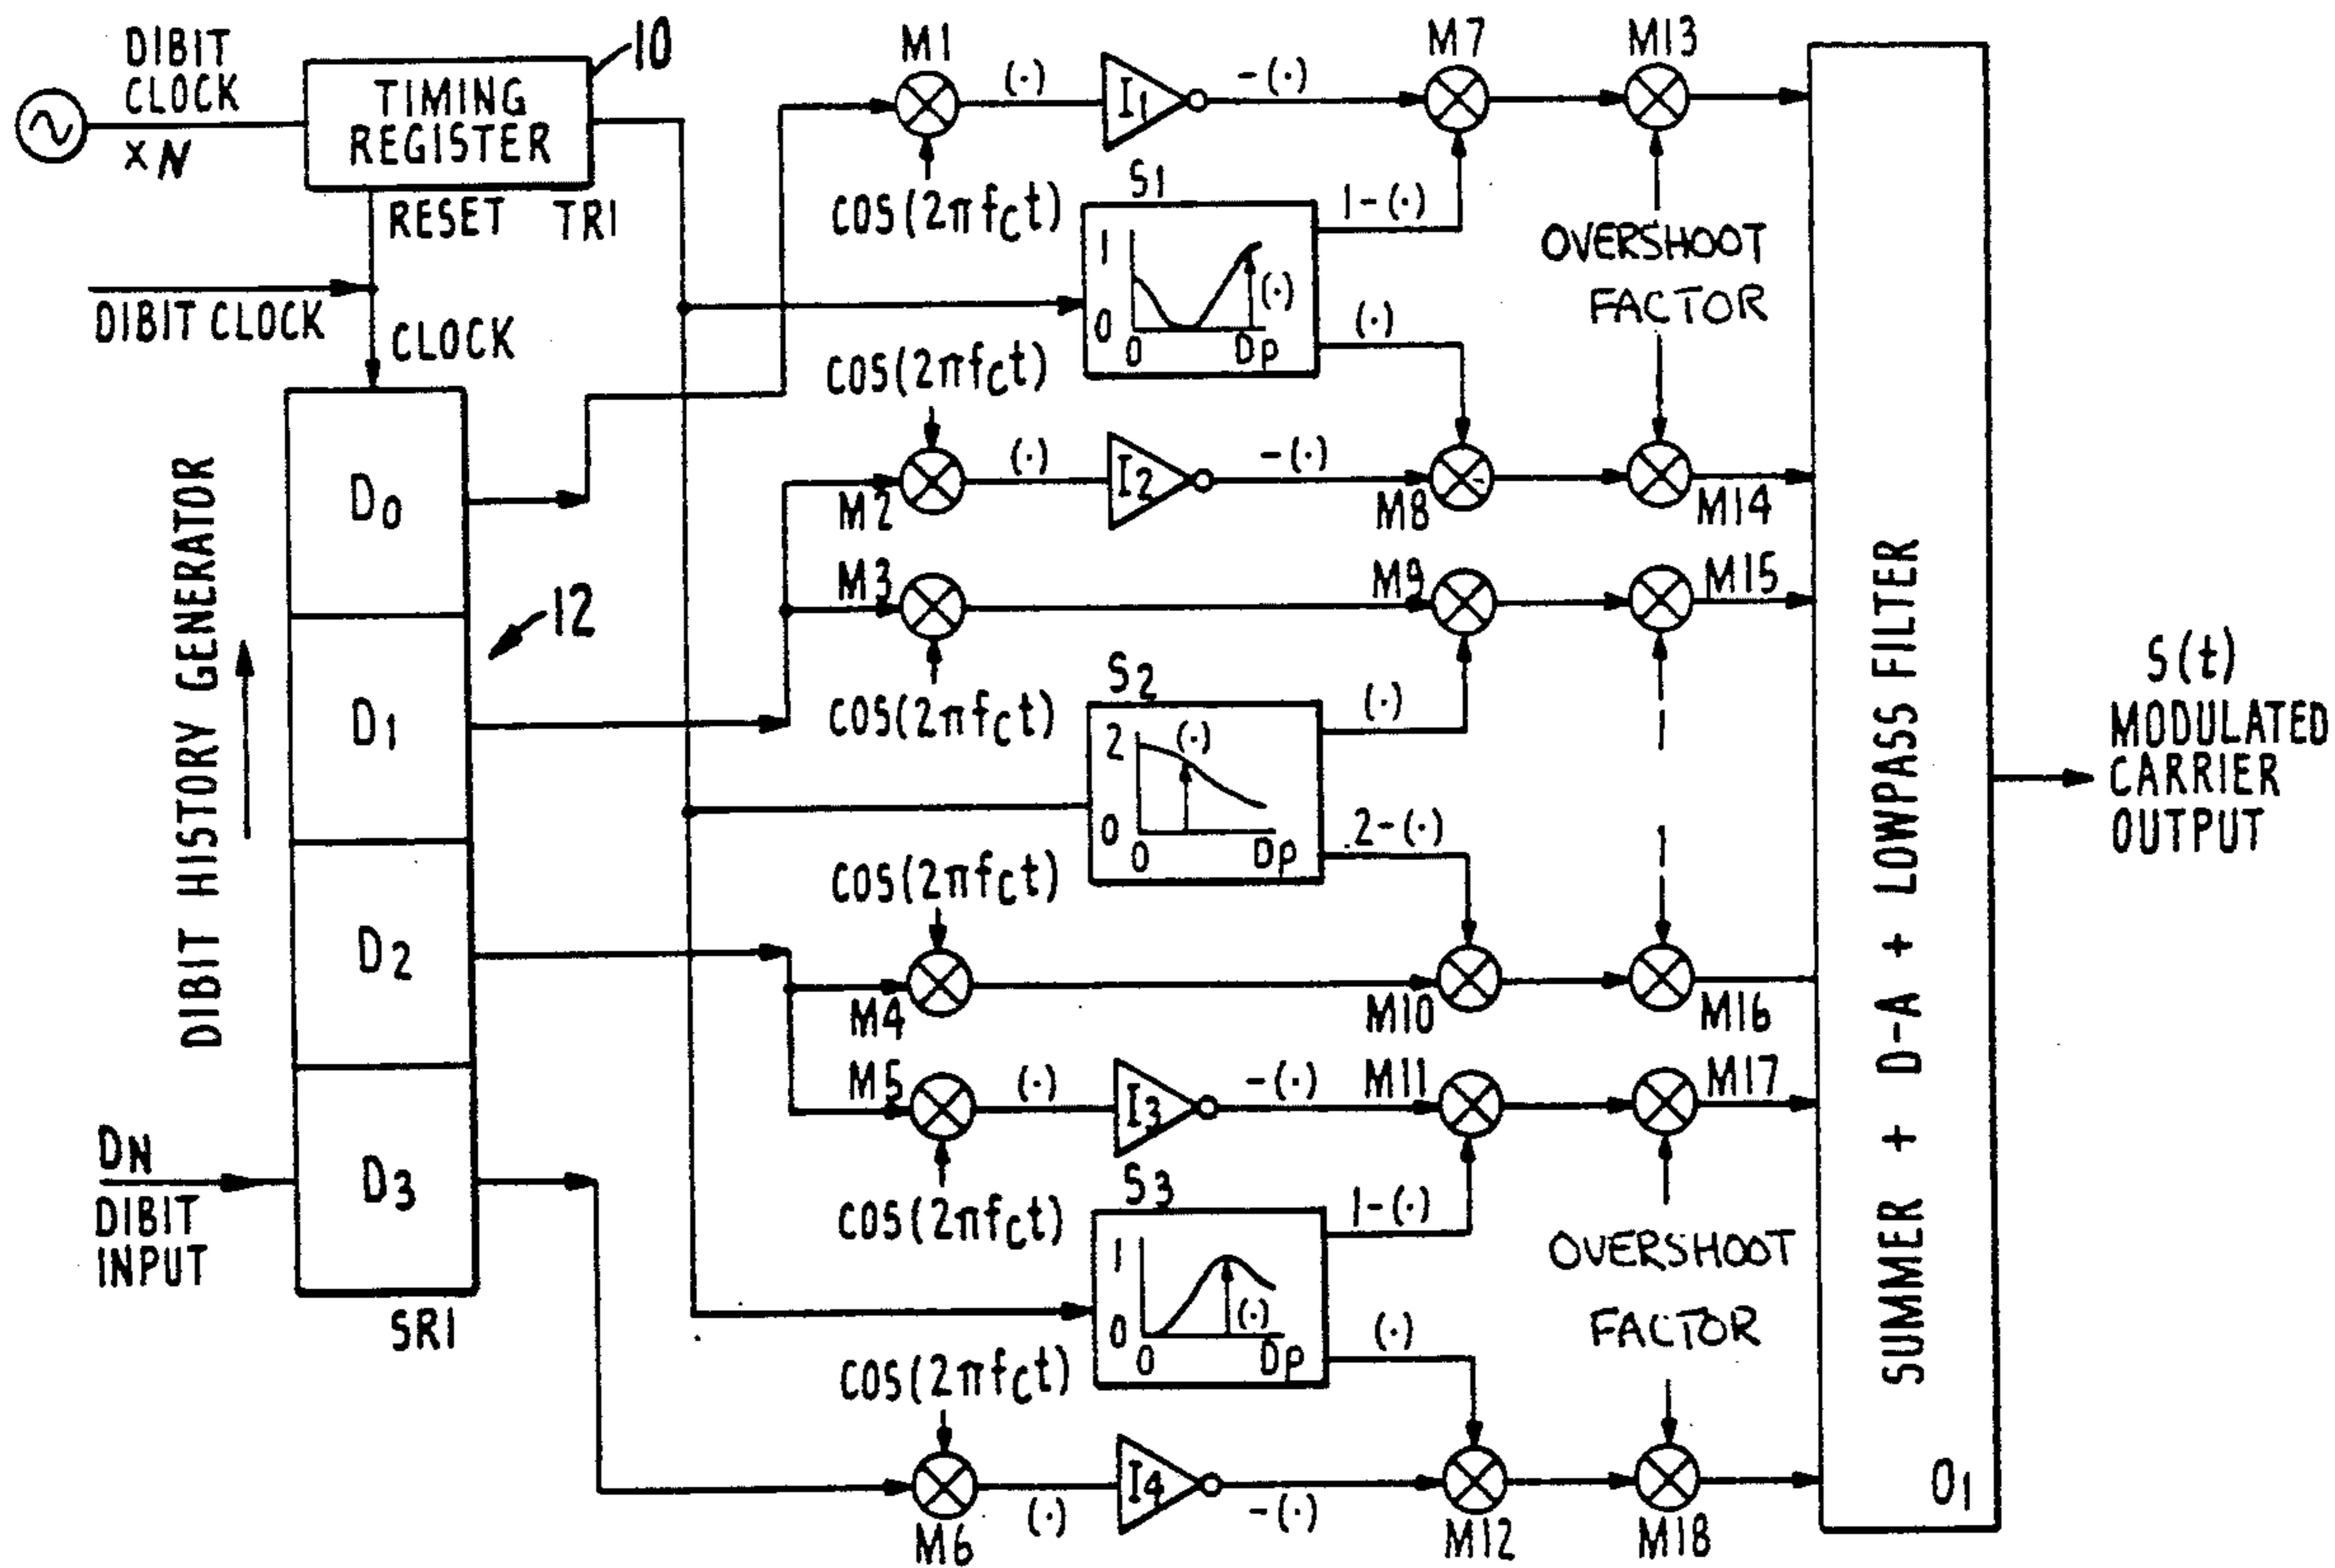 DIBIT
CLOCK
×N
TIMING
REGISTER
10
RESET
TR1
DIBIT CLOCK
CLOCK
DIBIT HISTORY GENERATOR
D0
D1
D2
D3
12
DN
DIBIT
INPUT
SR1
M1
(·)
I1
-(·)
M7
M13
COS(2πfct)
S1
1
0
0
Dp
(·)
1-(·)
(·)
OVERSHOOT
FACTOR
COS(2πfct)
M2
(·)
I2
-(·)
M8
M14
M3
M9
M15
COS(2πfct)
S2
2
0
0
Dp
(·)
(·)
2-(·)
COS(2πfct)
M4
M10
M16
M5
(·)
I3
-(·)
M11
M17
COS(2πfct)
S3
1
0
0
Dp
(·)
1-(·)
(·)
OVERSHOOT
FACTOR
COS(2πfct)
M6
(·)
I4
-(·)
M12
M18
SUMMER + D-A + LOWPASS FILTER
O1
S(t)
MODULATED
CARRIER
OUTPUT